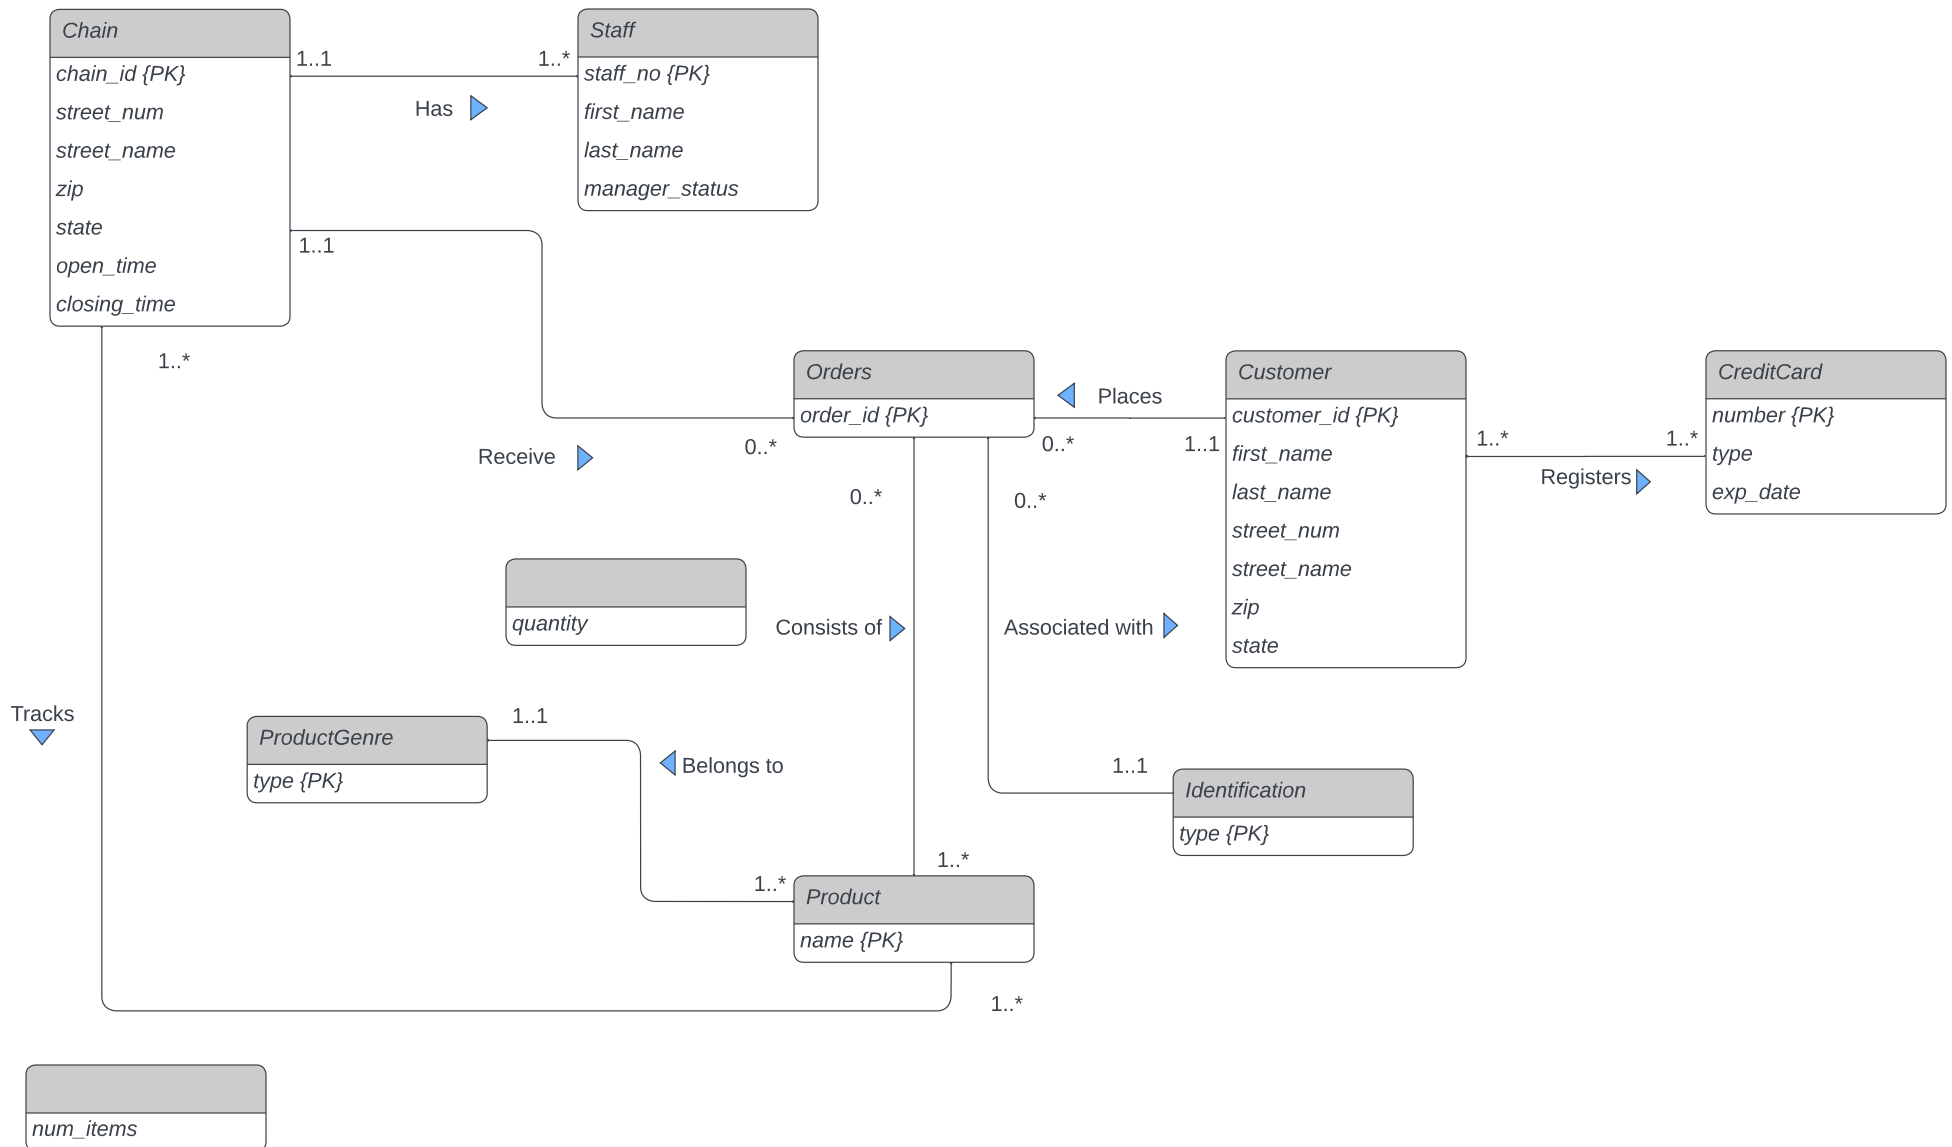 Chain
chain_id {PK}
street_num
street_name
zip
state
open_time
closing_time
1..1
1..*
Has
Staff
staff_no {PK}
first_name
last_name
manager_status
1..1
1..*
Receive
0..*
Orders
order_id {PK}
Places
0..*
1..1
Customer
customer_id {PK}
first_name
last_name
street_num
street_name
zip
state
1..*
1..*
Registers
CreditCard
number {PK}
type
exp_date
0..*
0..*
quantity
Consists of
Associated with
Tracks
ProductGenre
type {PK}
1..1
Belongs to
1..1
Identification
type {PK}
1..*
1..*
Product
name {PK}
1..*
num_items